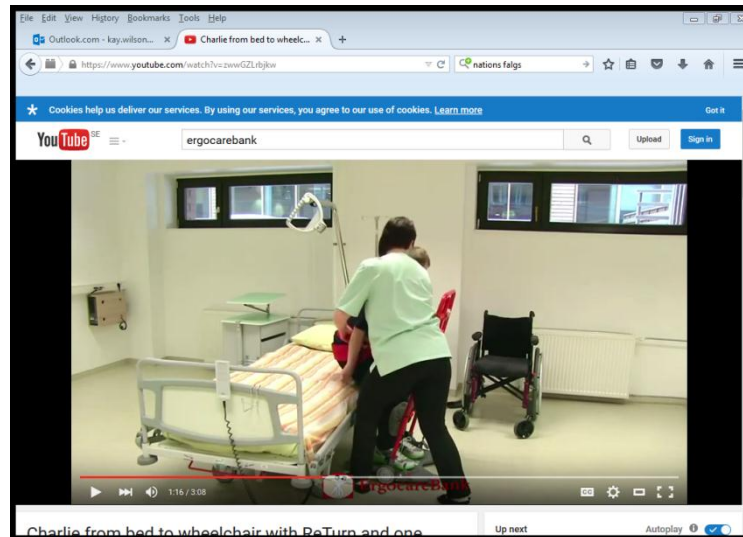 File Edit View History Bookmarks Tools Help
Outlook.com - kay.wilson... × Charlie from bed to wheelc... × +
https://www.youtube.com/watch?v=zwwGZLrbjkw nations falgs
Cookies help us deliver our services. By using our services, you agree to our use of cookies. Learn more Got it
YouTube SE ergocarebank Upload Sign in
ErgocareBank
1:16 / 3:08 CC
Charlie from bed to wheelchair with ReTurn and one Up next Autoplay